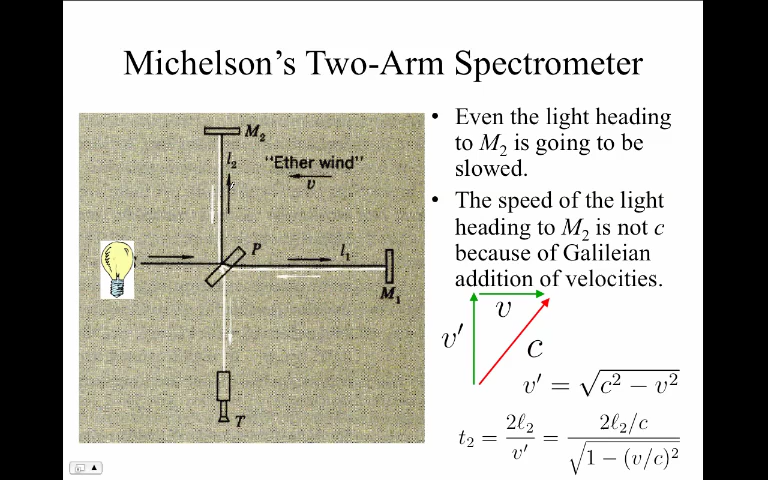 Michelson's Two-Arm Spectrometer
M₂
l₂
"Ether wind"
v
P
l₁
M₁
T
• Even the light heading
to M₂ is going to be
slowed.
• The speed of the light
heading to M₂ is not c
because of Galileian
addition of velocities.
v
v′
c
v′ = √(c² − v²)
t₂ = 2ℓ₂/v′ = (2ℓ₂/c)/√(1 − (v/c)²)